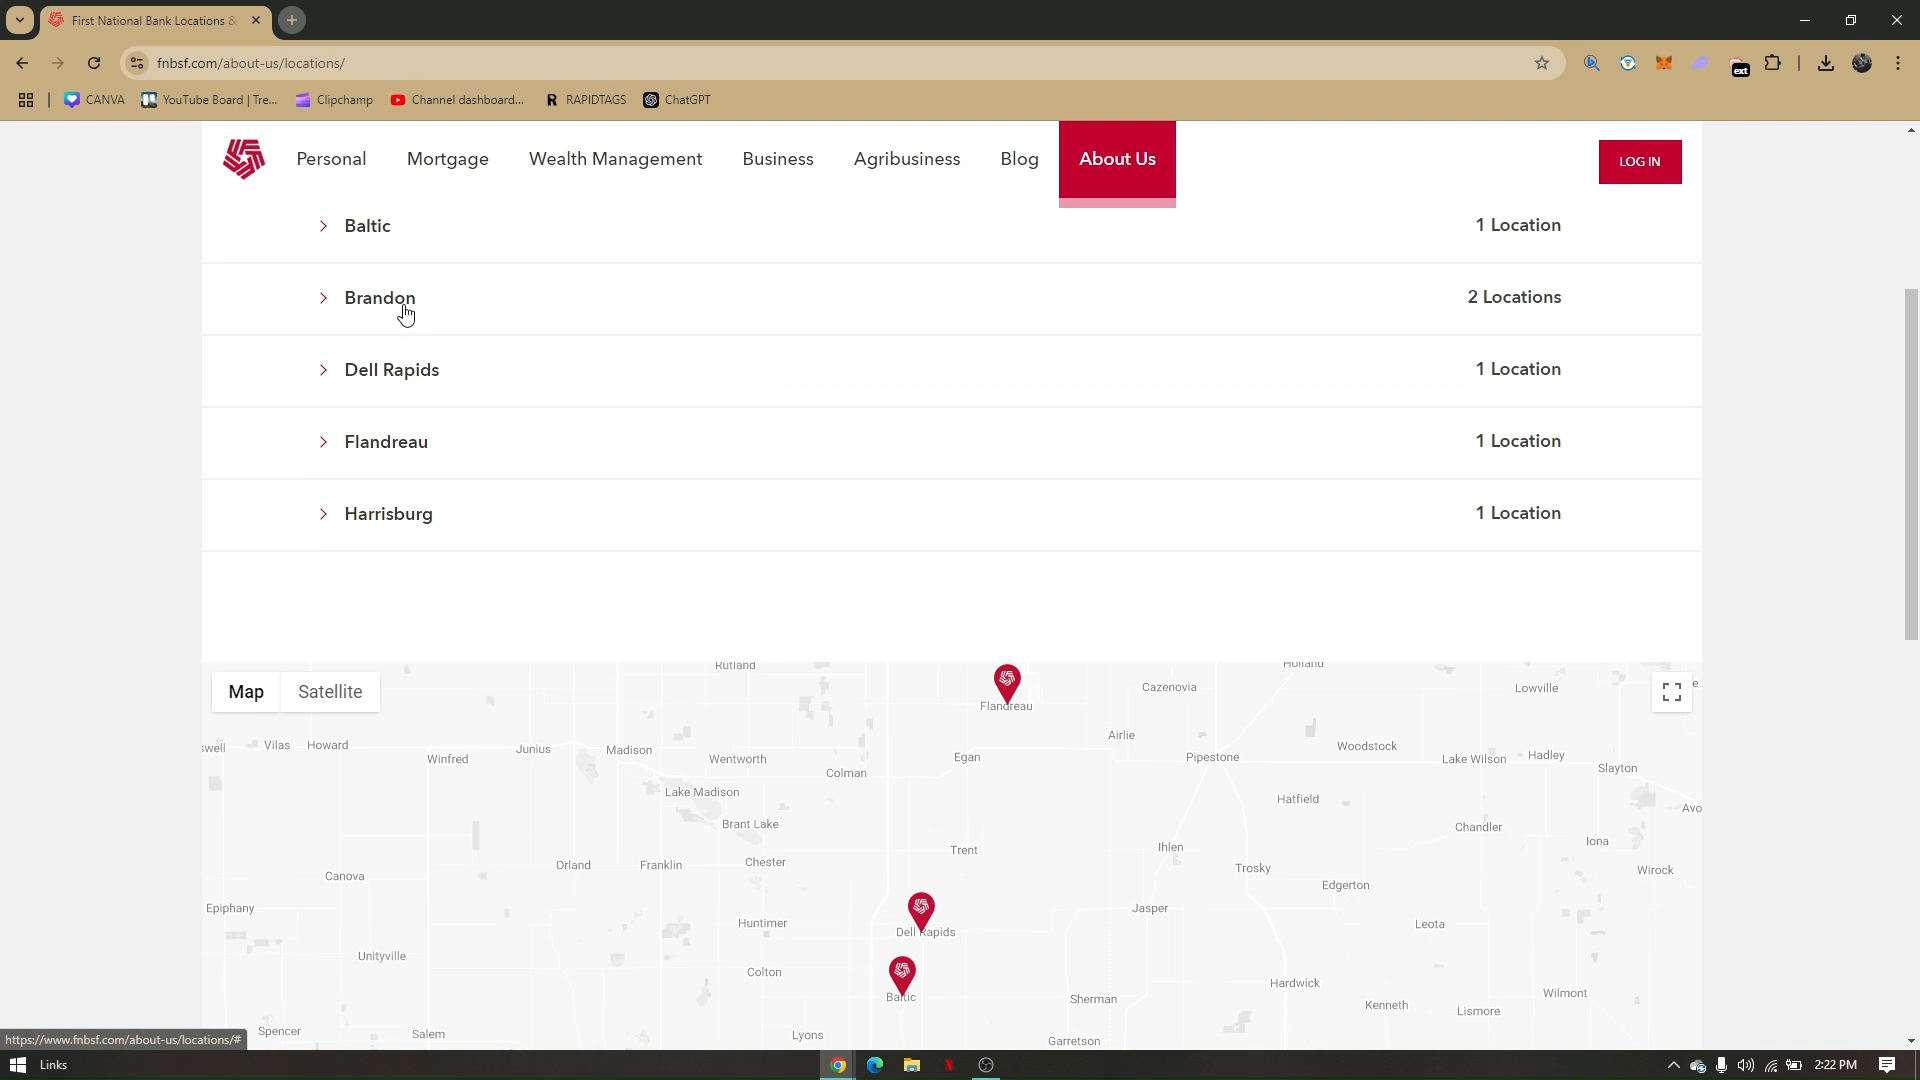 First National Bank Locations &
fnbsf.com/about-us/locations/
ext
CANVA
YouTube Board | Tre...
Clipchamp
Channel dashboard...
RAPIDTAGS
ChatGPT
Personal
Mortgage
Wealth Management
Business
Agribusiness
Blog
About Us
LOG IN
Baltic
1 Location
Brandon
2 Locations
Dell Rapids
1 Location
Flandreau
1 Location
Harrisburg
1 Location
Map
Satellite
Rutland
Holland
Cazenovia
Lowville
Flandreau
Airlie
Vilas
Howard
Junius
Madison
Winfred
Wentworth
Colman
Egan
Pipestone
Woodstock
Lake Wilson
Hadley
Slayton
Lake Madison
Brant Lake
Hatfield
Chandler
Avo
Iona
Orland
Franklin
Chester
Trent
Ihlen
Trosky
Wirock
Canova
Edgerton
Epiphany
Huntimer
Dell Rapids
Jasper
Leota
Unityville
Colton
Baltic
Sherman
Hardwick
Kenneth
Lismore
Wilmont
Spencer
Salem
Lyons
Garretson
https://www.fnbsf.com/about-us/locations/#
Links
2:22 PM